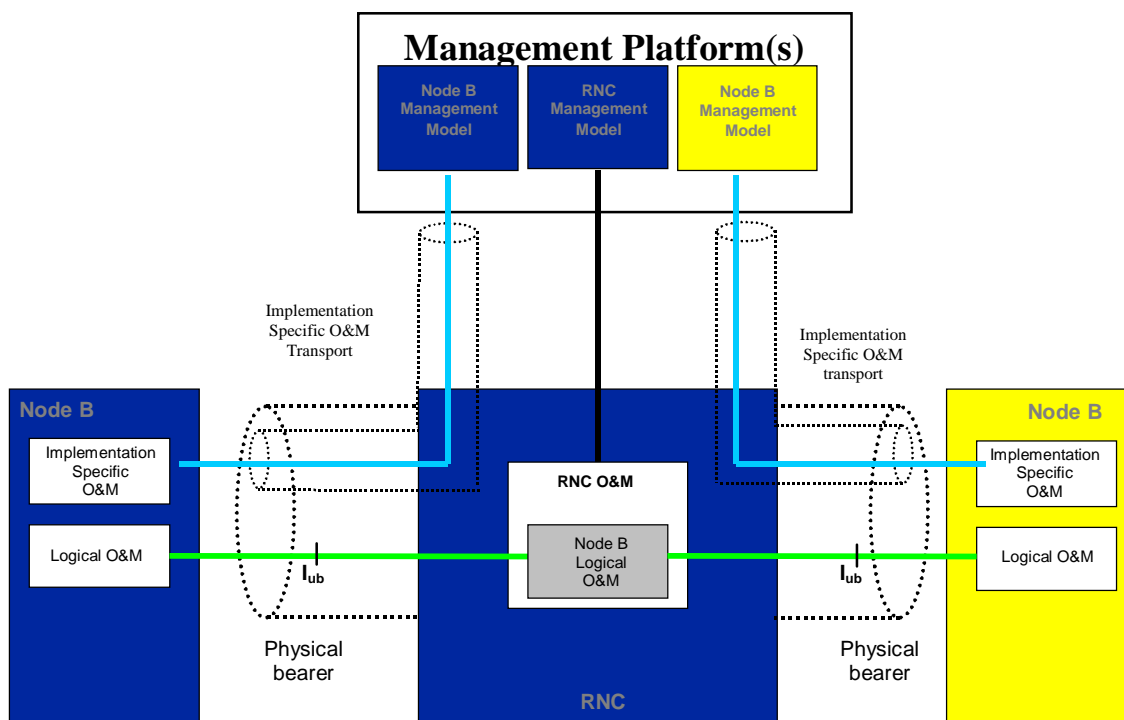 Management Platform(s)
Node B
Management
Model
RNC
Management
Model
Node B
Management
Model
Implementation
Specific O&M
Transport
Implementation
Specific O&M
transport
Node B
Implementation
Specific
O&M
Logical O&M
Iub
Physical
bearer
RNC O&M
Node B
Logical
O&M
RNC
Iub
Physical
bearer
Node B
Implementation
Specific
O&M
Logical O&M